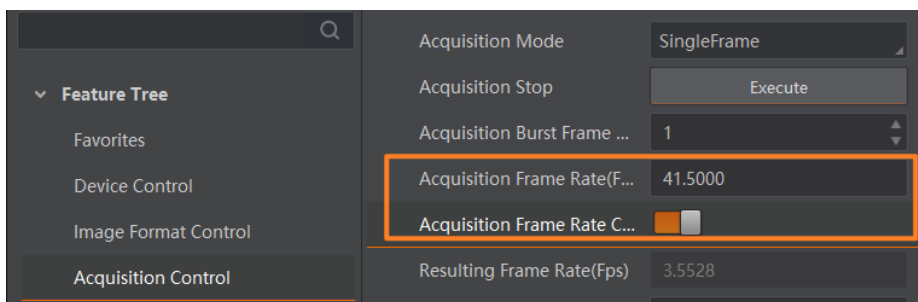 Feature Tree
Favorites
Device Control
Image Format Control
Acquisition Control
Acquisition Mode SingleFrame
Acquisition Stop Execute
Acquisition Burst Frame ... 1
Acquisition Frame Rate(F... 41.5000
Acquisition Frame Rate C...
Resulting Frame Rate(Fps) 3.5528